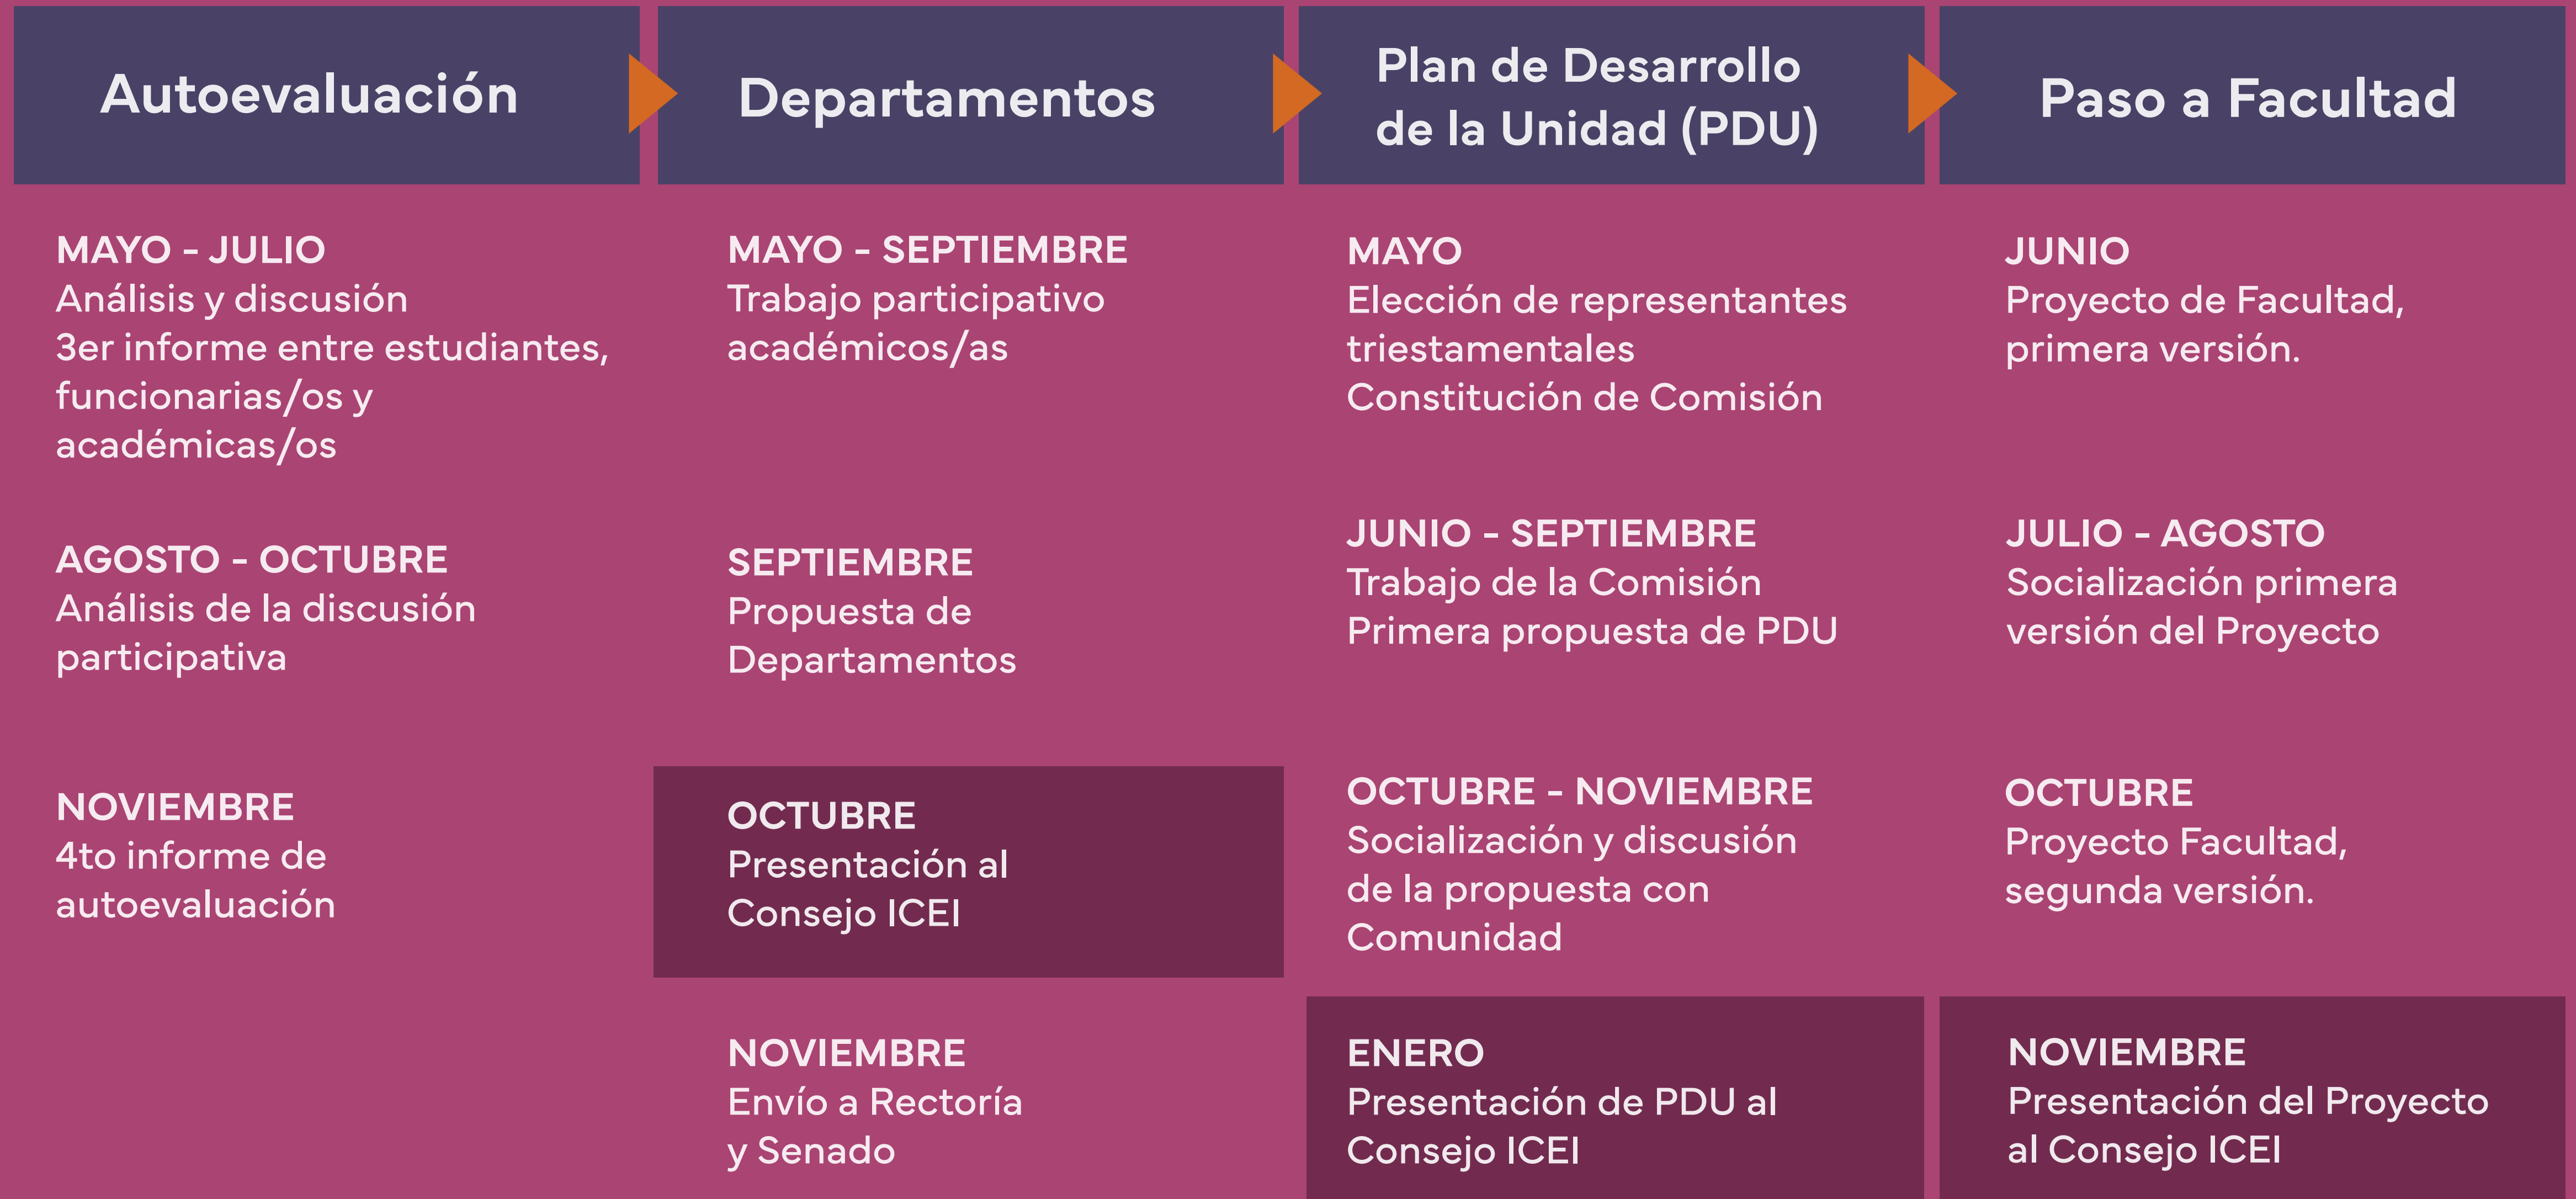 Autoevaluación
Departamentos
Plan de Desarrollo
de la Unidad (PDU)
Paso a Facultad
MAYO - JULIO
Análisis y discusión
3er informe entre estudiantes,
funcionarias/os y
académicas/os
AGOSTO - OCTUBRE
Análisis de la discusión
participativa
NOVIEMBRE
4to informe de
autoevaluación
MAYO - SEPTIEMBRE
Trabajo participativo
académicos/as
SEPTIEMBRE
Propuesta de
Departamentos
OCTUBRE
Presentación al
Consejo ICEI
NOVIEMBRE
Envío a Rectoría
y Senado
MAYO
Elección de representantes
triestamentales
Constitución de Comisión
JUNIO - SEPTIEMBRE
Trabajo de la Comisión
Primera propuesta de PDU
OCTUBRE - NOVIEMBRE
Socialización y discusión
de la propuesta con
Comunidad
ENERO
Presentación de PDU al
Consejo ICEI
JUNIO
Proyecto de Facultad,
primera versión.
JULIO - AGOSTO
Socialización primera
versión del Proyecto
OCTUBRE
Proyecto Facultad,
segunda versión.
NOVIEMBRE
Presentación del Proyecto
al Consejo ICEI